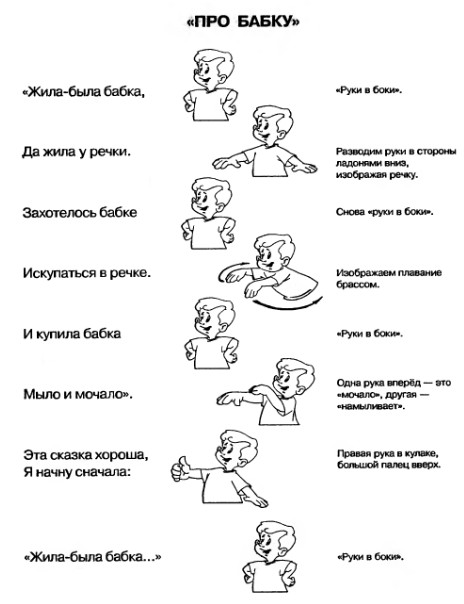 «ПРО БАБКУ»
«Жила-была бабка,
«Руки в боки».
Да жила у речки.
Разводим руки в стороны
ладонями вниз,
изображая речку.
Захотелось бабке
Снова «руки в боки».
Искупаться в речке.
Изображаем плавание
брассом.
И купила бабка
«Руки в боки».
Мыло и мочало».
Одна рука вперёд — это
«мочало», другая —
«намыливает».
Эта сказка хороша,
Я начну сначала:
Правая рука в кулаке,
большой палец вверх.
«Жила-была бабка...»
«Руки в боки».